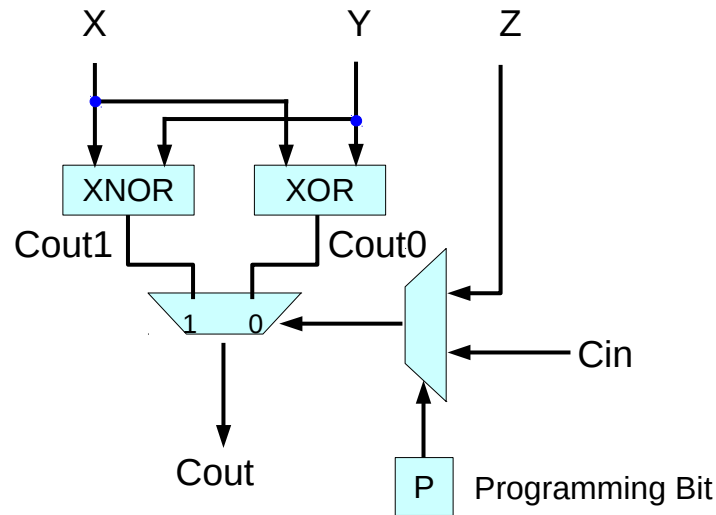 X Y Z
XNOR XOR
Cout1 Cout0
1 0
Cin
Cout
P Programming Bit